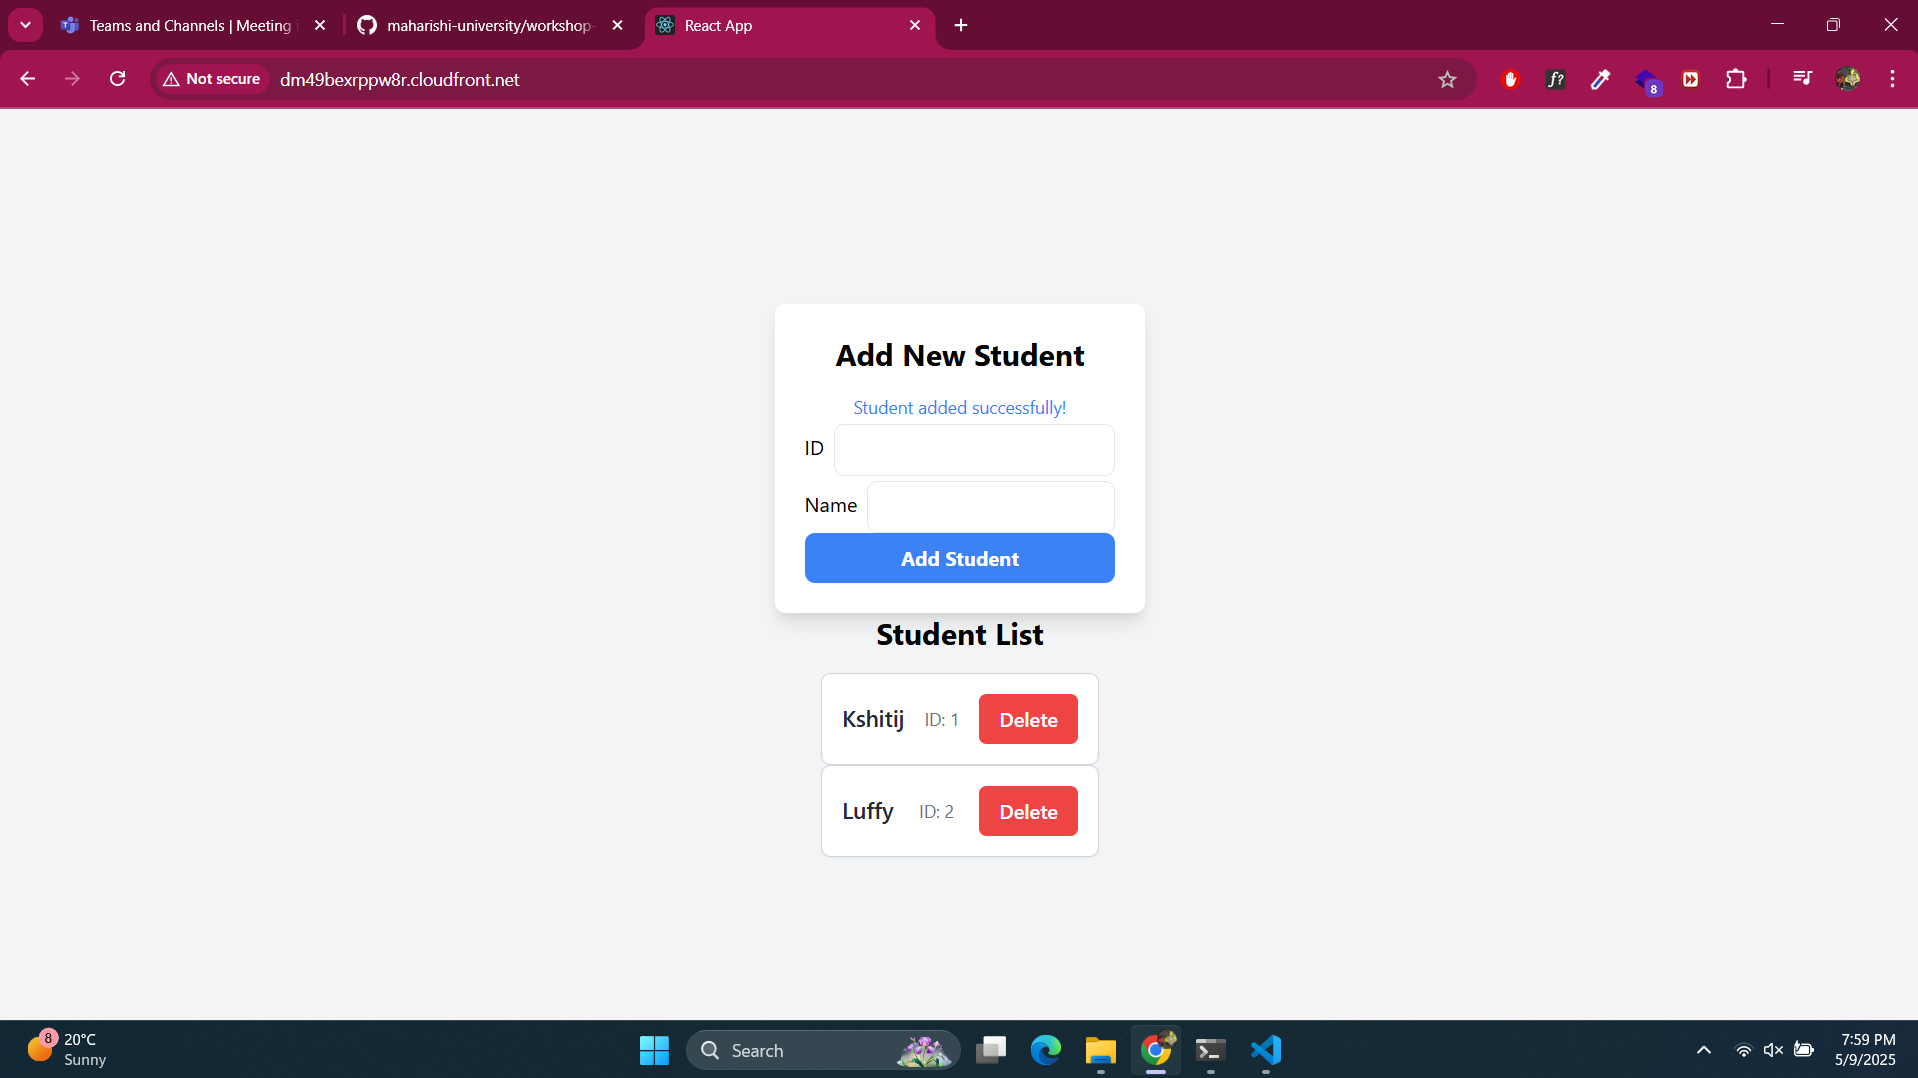 Teams and Channels | Meeting
maharishi-university/workshop-
React App
Not secure
dm49bexrppw8r.cloudfront.net
f?
8
Add New Student
Student added successfully!
ID
Name
Add Student
Student List
Kshitij ID: 1 Delete
Luffy ID: 2 Delete
8
20°C
Sunny
Search
7:59 PM
5/9/2025